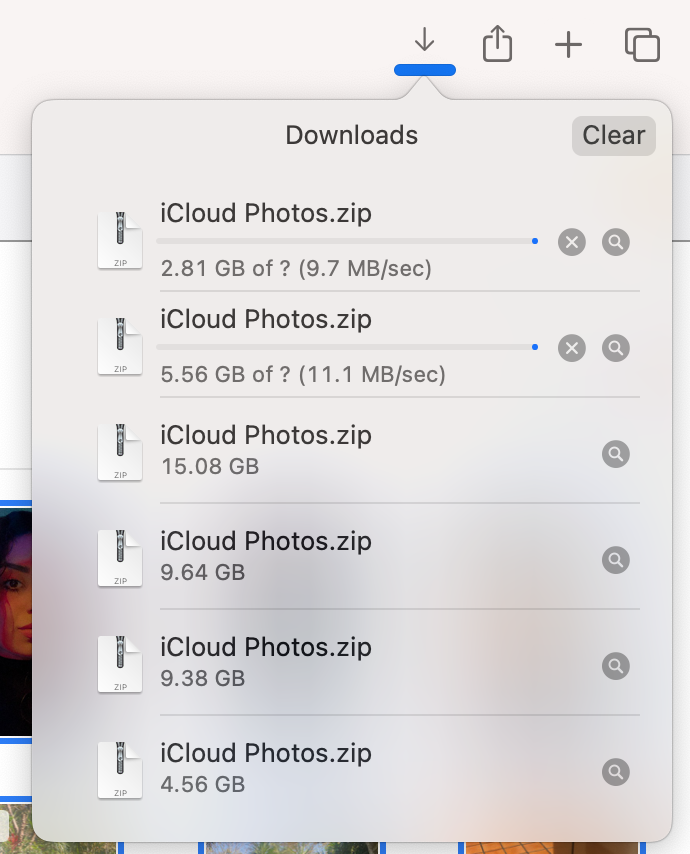 Downloads
Clear
iCloud Photos.zip
ZIP
2.81 GB of ? (9.7 MB/sec)
iCloud Photos.zip
ZIP
5.56 GB of ? (11.1 MB/sec)
iCloud Photos.zip
15.08 GB
ZIP
iCloud Photos.zip
9.64 GB
ZIP
iCloud Photos.zip
9.38 GB
ZIP
iCloud Photos.zip
4.56 GB
ZIP